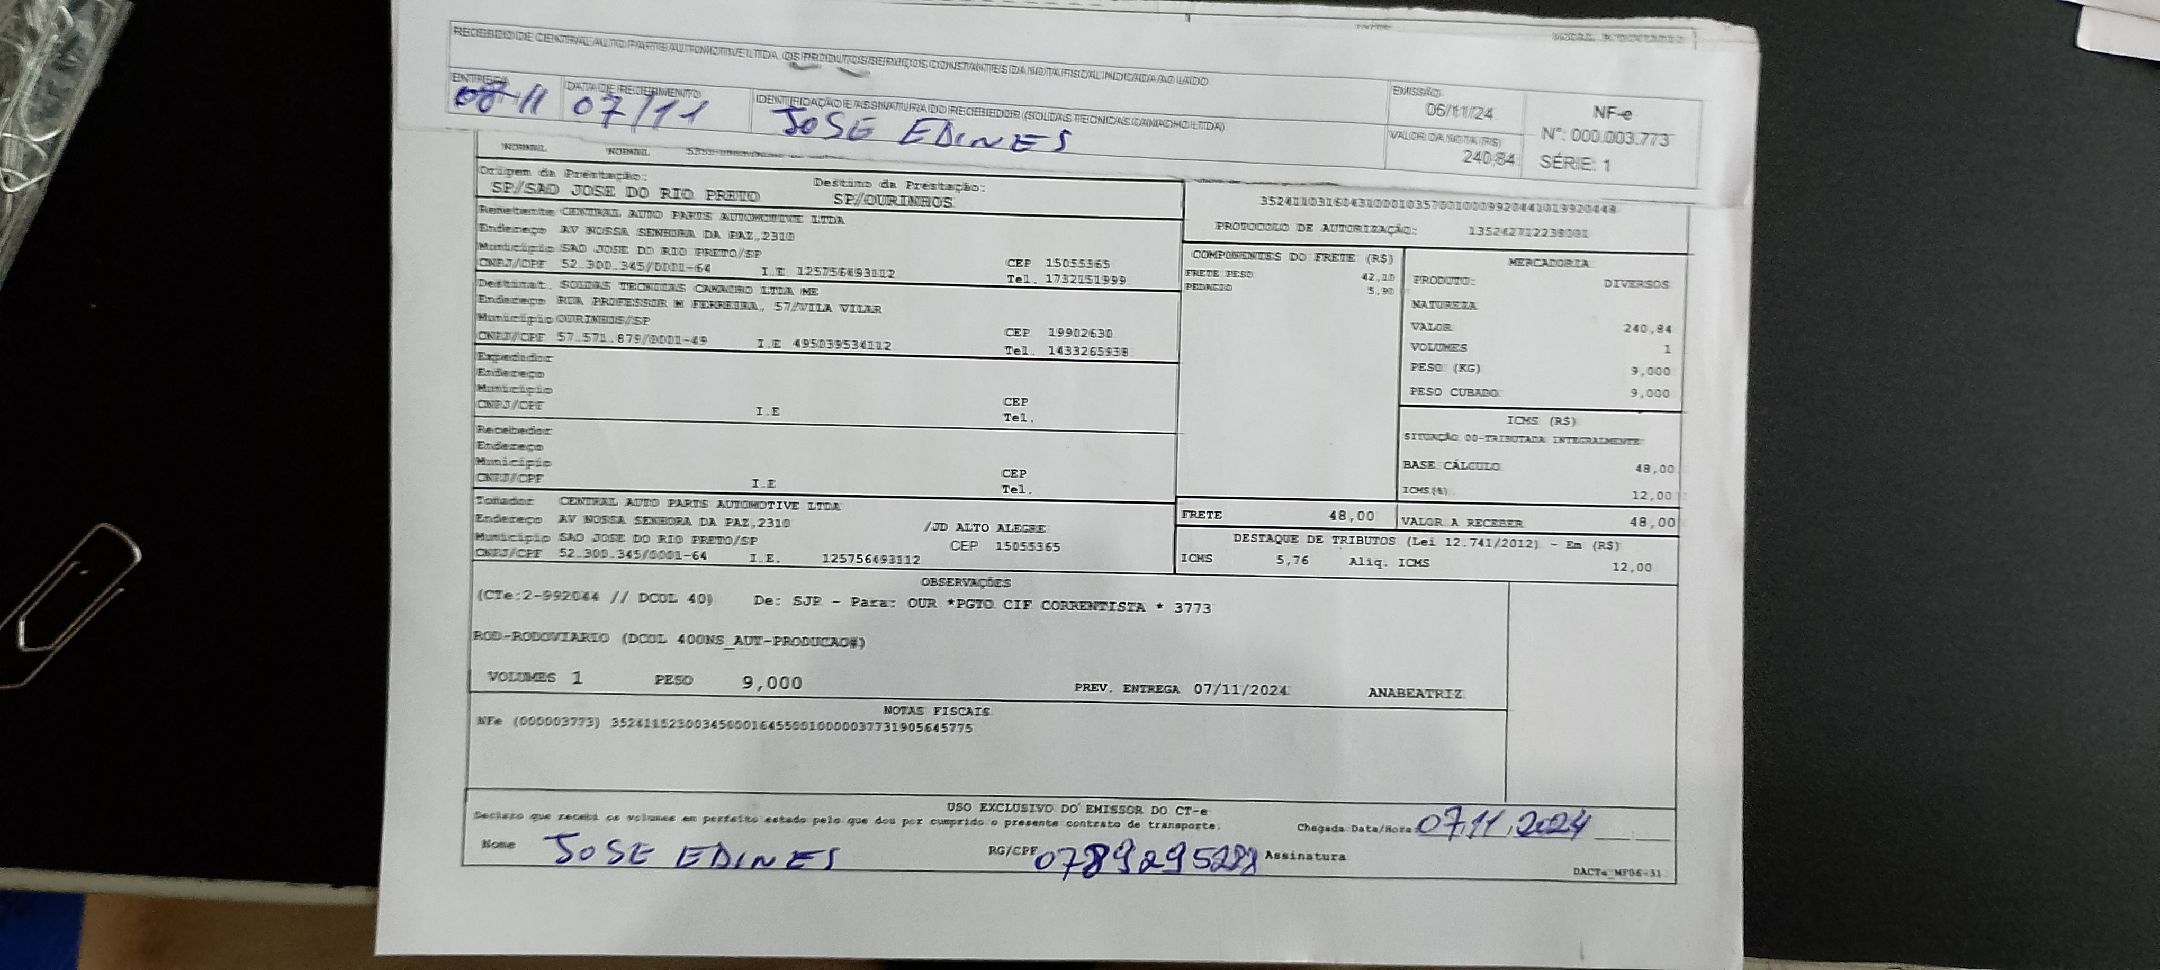 RECEBIDO DE CENTRAL AUTO PARTS AUTOMOTIVE LTDA, OS PRODUTOS/SERVIÇOS CONSTANTES DA NOTA FISCAL INDICADA AO LADO
ENTREGA
DATA DE RECEBIMENTO
07/11
IDENTIFICAÇÃO E ASSINATURA DO RECEBEDOR (SOLDAS TECNICAS CAMACHO LTDA)
JOSE EDINES
EMISSÃO
06/11/24
VALOR DA NOTA (R$)
240,84
NF-e
N°: 000.003.773
SÉRIE: 1
NORMAL NORMAL
Origem da Prestação:
SP/SAO JOSE DO RIO PRETO
Destino da Prestação:
SP/OURINHOS
Remetente CENTRAL AUTO PARTS AUTOMOTIVE LTDA
Endereço AV NOSSA SENHORA DA PAZ,2310
Município SAO JOSE DO RIO PRETO/SP CEP 15055365
CNPJ/CPF 52.300.345/0001-64 I.E 125756493112 Tel. 1732151999
Destinat. SOLDAS TECNICAS CAMACHO LTDA ME
Endereço RUA PROFESSOR M FERREIRA, 57/VILA VILAR
Município OURINHOS/SP CEP 19902630
CNPJ/CPF 57.571.879/0001-49 I.E 495039534112 Tel. 1433265938
Expedidor
Endereço
Município CEP
CNPJ/CPF I.E Tel.
Recebedor
Endereço
Município CEP
CNPJ/CPF I.E Tel.
Tomador CENTRAL AUTO PARTS AUTOMOTIVE LTDA
Endereço AV NOSSA SENHORA DA PAZ,2310 /JD ALTO ALEGRE
Município SAO JOSE DO RIO PRETO/SP CEP 15055365
CNPJ/CPF 52.300.345/0001-64 I.E. 125756493112
PROTOCOLO DE AUTORIZAÇÃO:
COMPONENTES DO FRETE (R$)
FRETE PESO 42,10
PEDAGIO 5,90
MERCADORIA
PRODUTO: DIVERSOS
NATUREZA
VALOR 240,84
VOLUMES 1
PESO (KG) 9,000
PESO CUBADO 9,000
ICMS (R$)
SITUAÇÃO 00-TRIBUTADA INTEGRALMENTE
BASE CÁLCULO 48,00
ICMS(%) 12,00
FRETE 48,00
VALOR A RECEBER 48,00
DESTAQUE DE TRIBUTOS (Lei 12.741/2012) - Em (R$)
ICMS 5,76 Aliq. ICMS 12,00
OBSERVAÇÕES
(CTe:2-992044 // DCOL 40) De: SJP - Para: OUR *PGTO CIF CORRENTISTA * 3773
ROD-RODOVIARIO (DCOL 400NS_AUT-PRODUCAO#)
VOLUMES 1 PESO 9,000 PREV. ENTREGA 07/11/2024 ANABEATRIZ
NOTAS FISCAIS
NFe (000003773) 35241152300345000164550010000037731905645775
USO EXCLUSIVO DO EMISSOR DO CT-e
Declaro que recebi os volumes em perfeito estado pelo que dou por cumprido o presente contrato de transporte.
Chegada Data/Hora 07,11,2024
Nome JOSE EDINES RG/CPF 0789295288 Assinatura
DACTe_MF06-31